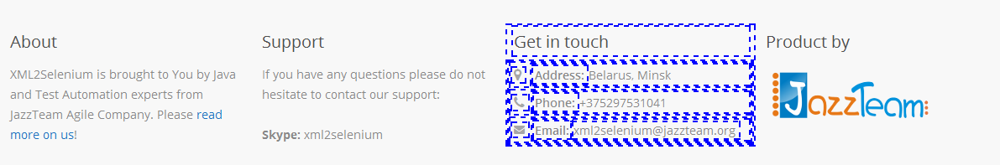 About
XML2Selenium is brought to You by Java
and Test Automation experts from
JazzTeam Agile Company. Please read
more on us!
Support
If you have any questions please do not
hesitate to contact our support:
Skype: xml2selenium
Get in touch
Address: Belarus, Minsk
Phone: +375297531041
Email: xml2selenium@jazzteam.org
Product by
JazzTeam